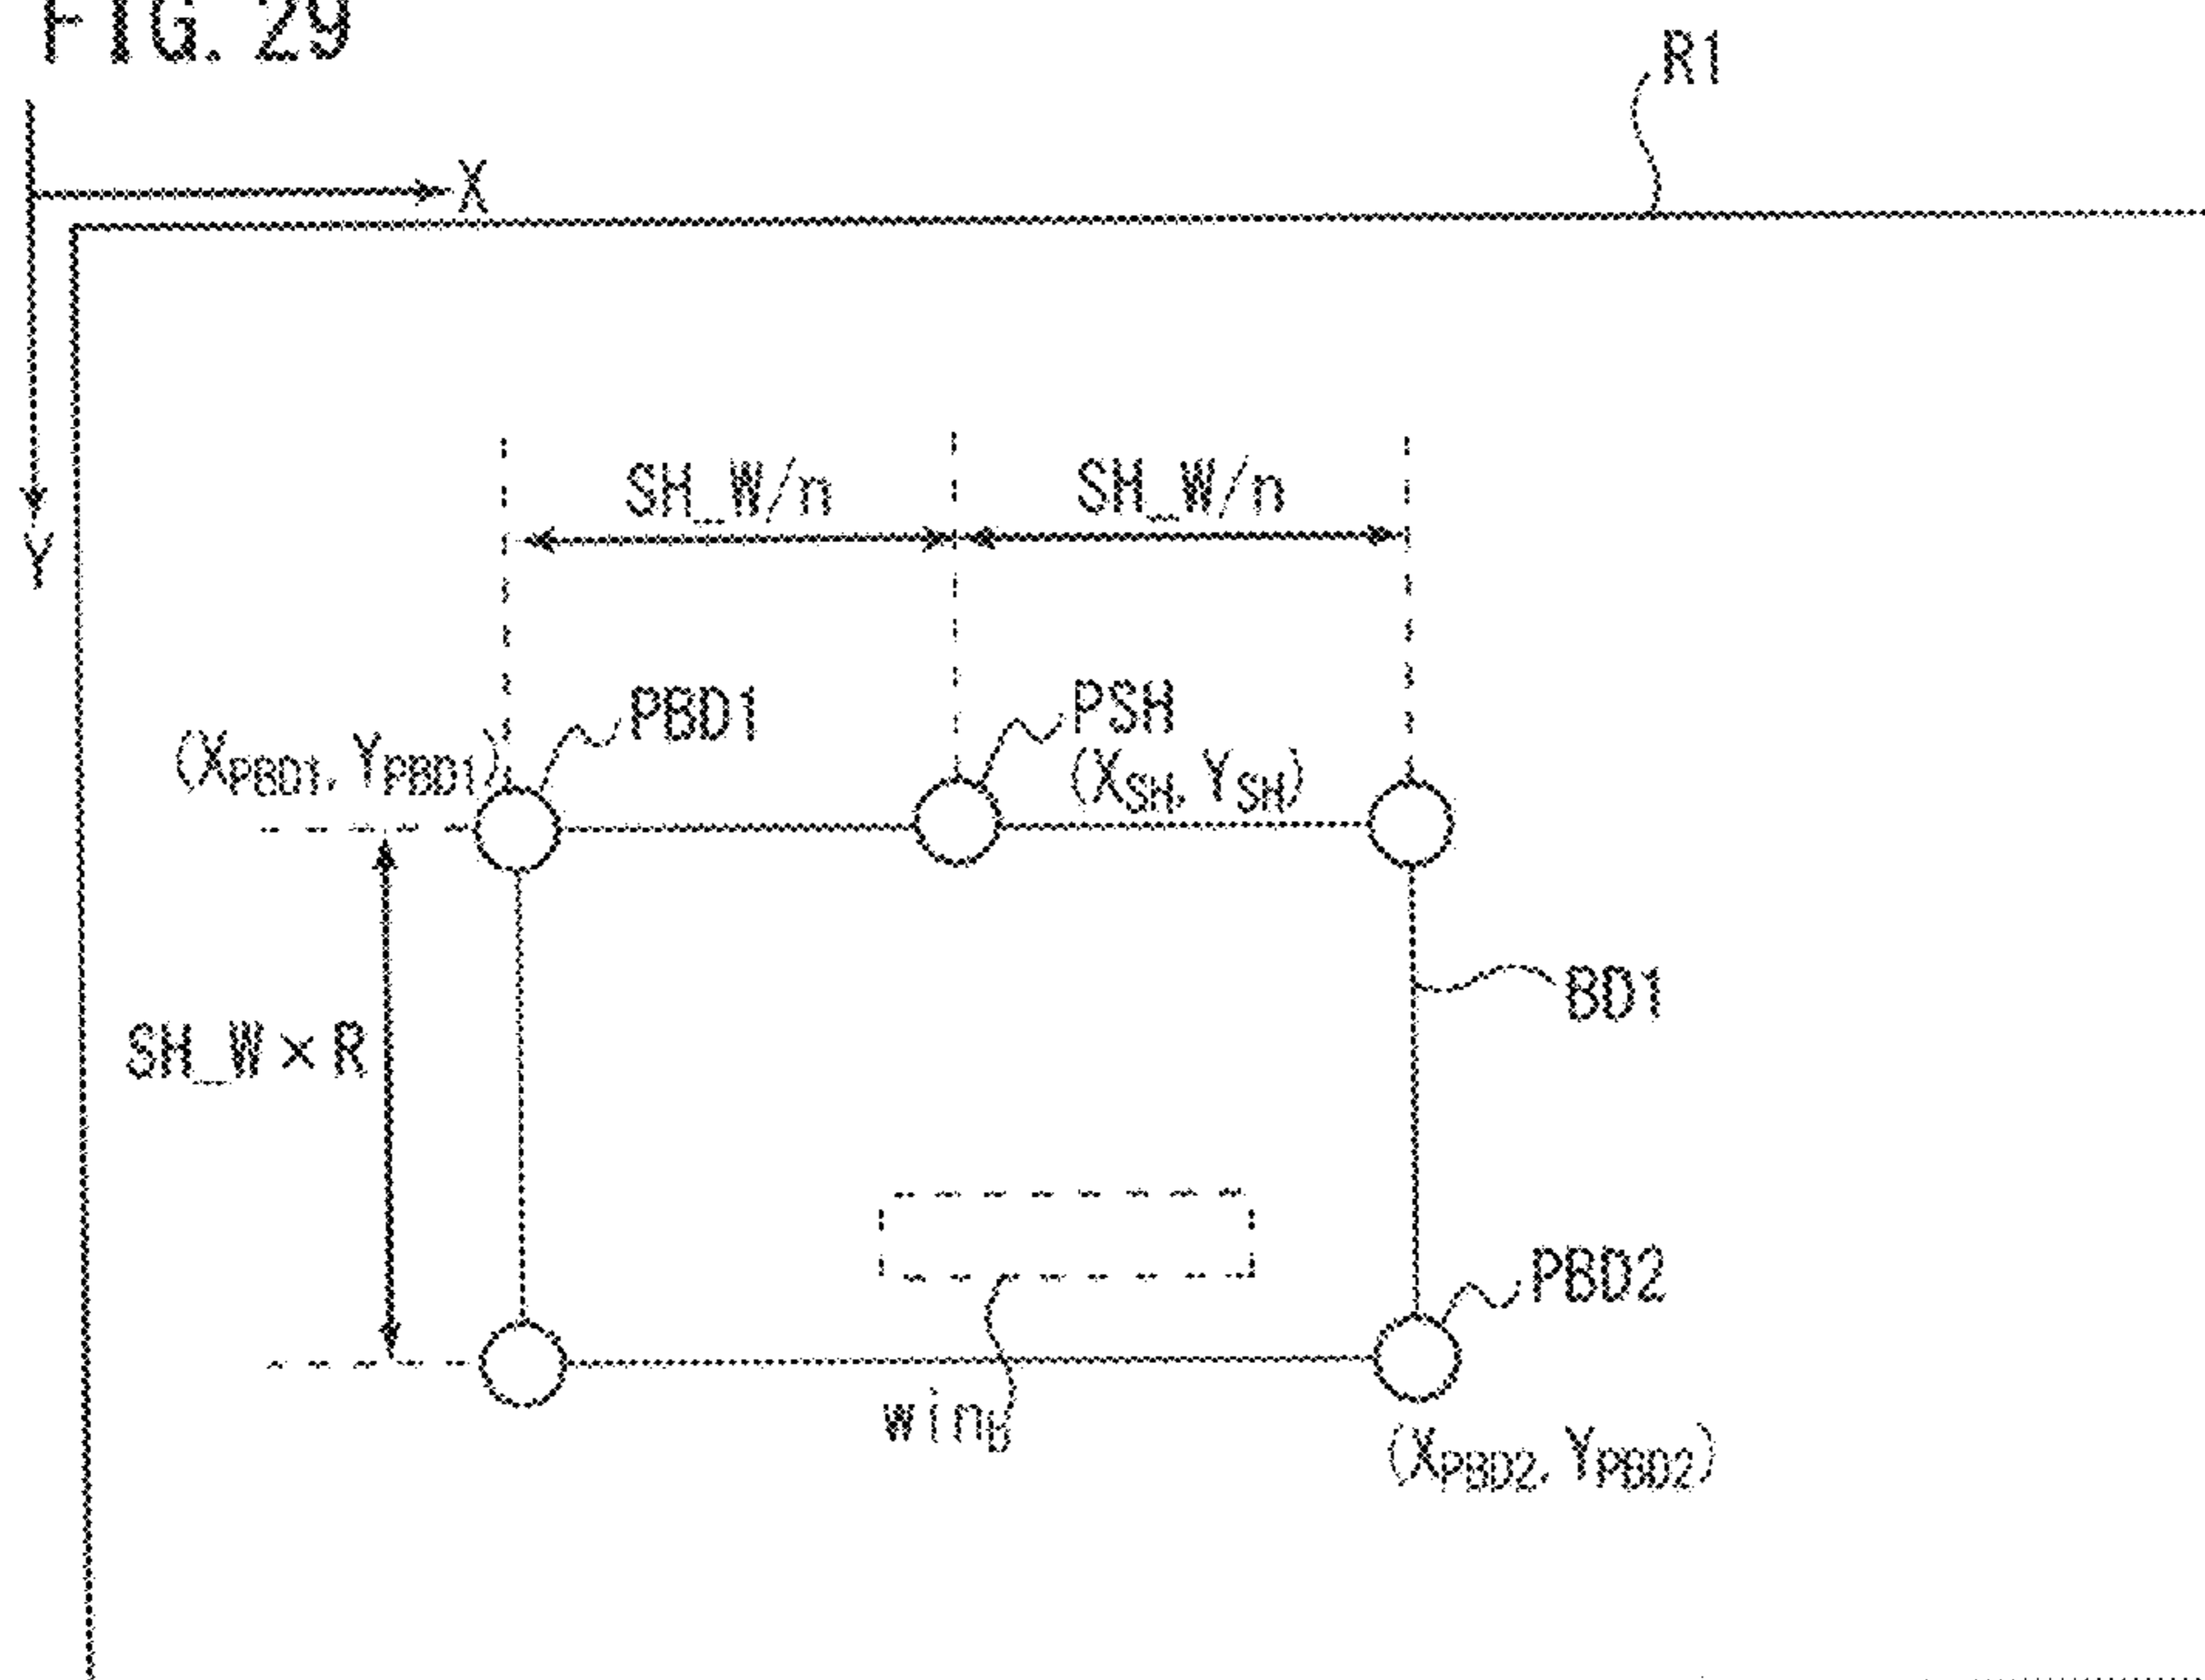 FIG. 29
R1
X
Y
SH_W/n
SH_W/n
PBD1
PSH
(XPBD1, YPBD1)
(XSH, YSH)
BD1
SH_W×R
PBD2
winB
(XPBD2, YPBD2)